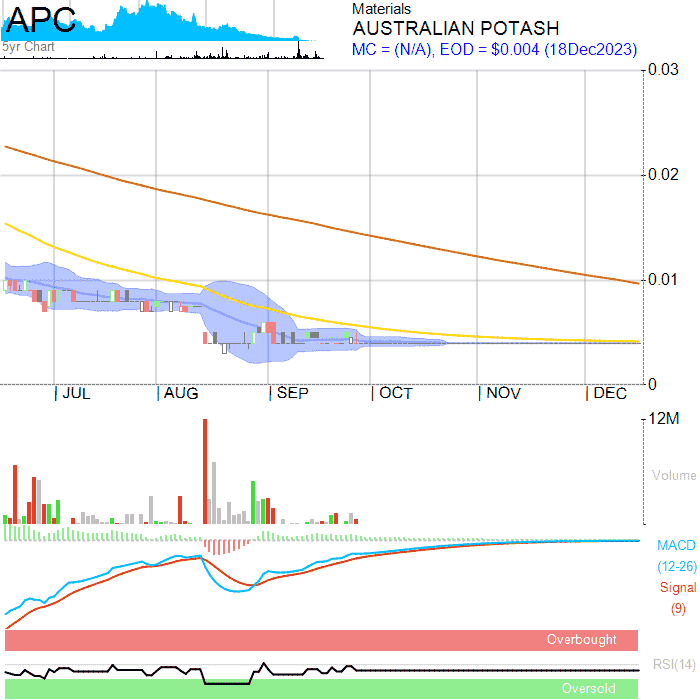 APC
5yr Chart
Materials
AUSTRALIAN POTASH
MC = (N/A), EOD = $0.004 (18Dec2023)
0.03
0.02
0.01
0
JUL AUG SEP OCT NOV DEC
12M
Volume
MACD
(12-26)
Signal
(9)
Overbought
RSI(14)
Oversold